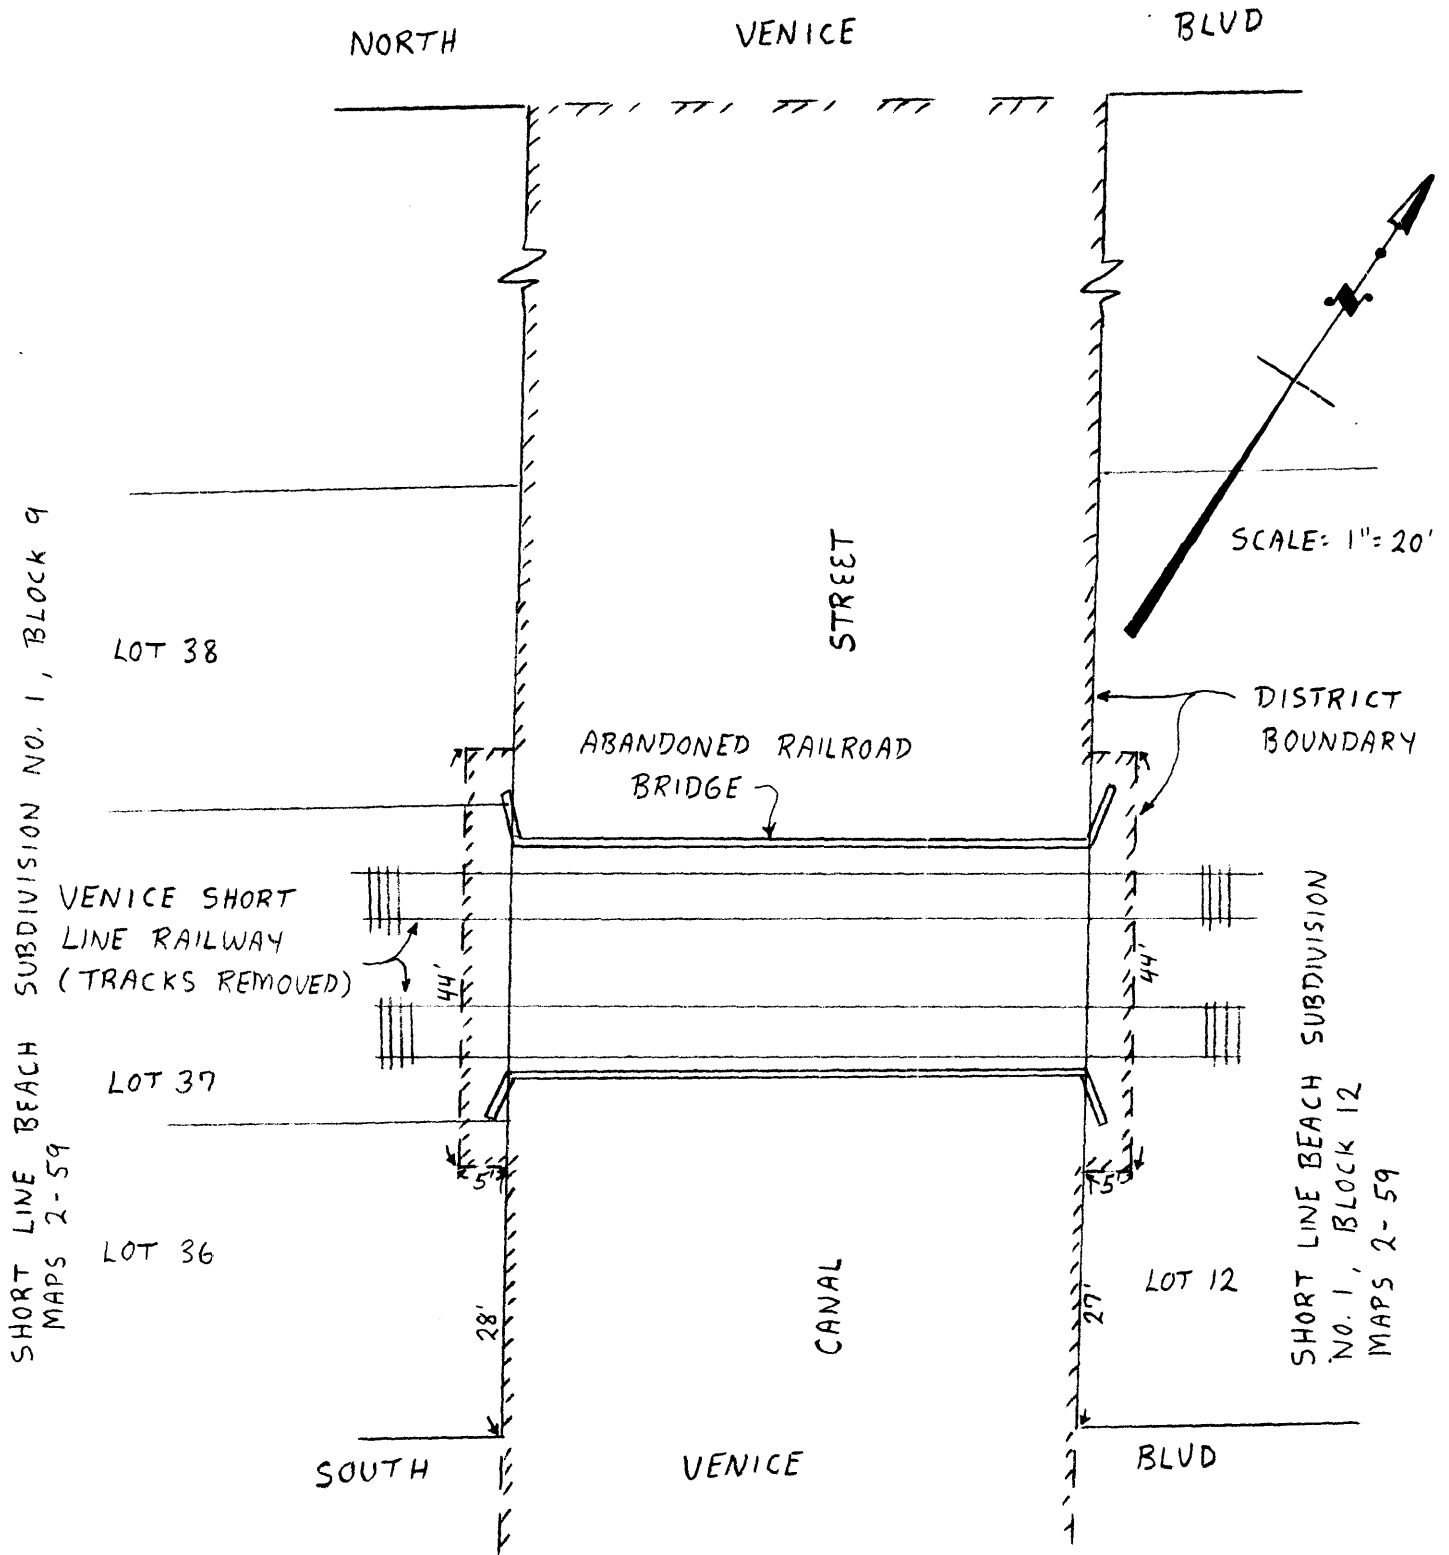 NORTH VENICE BLVD
SCALE: 1"=20'
STREET
LOT 38
DISTRICT
BOUNDARY
ABANDONED RAILROAD
BRIDGE
SHORT LINE BEACH SUBDIVISION NO. 1, BLOCK 9
MAPS 2-59
VENICE SHORT
LINE RAILWAY
(TRACKS REMOVED)
44'
44'
LOT 37
5'
5'
LOT 36
28'
CANAL
27'
LOT 12
SHORT LINE BEACH SUBDIVISION
NO. 1, BLOCK 12
MAPS 2-59
SOUTH VENICE BLVD